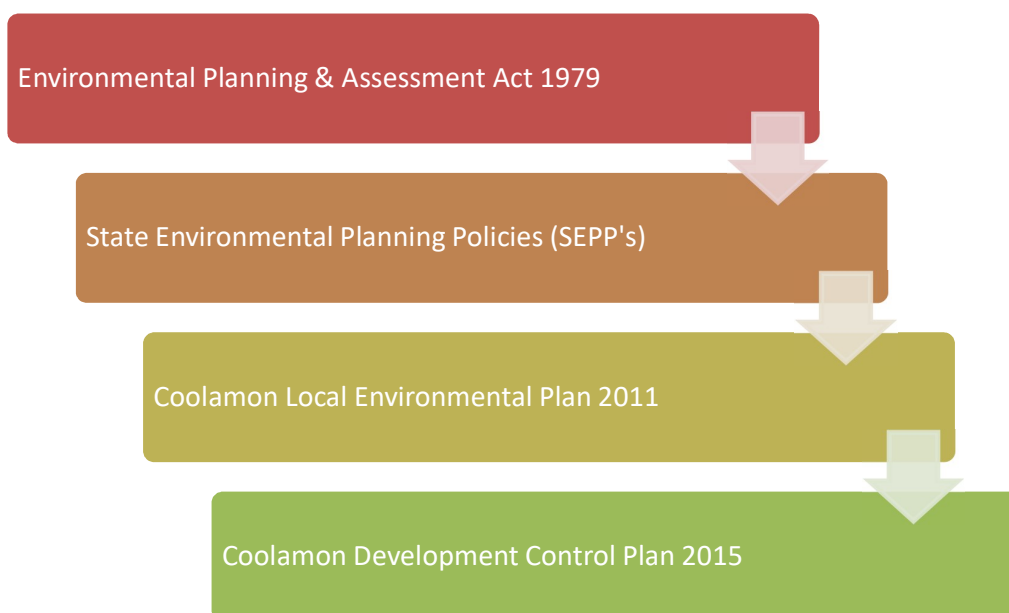 Environmental Planning & Assessment Act 1979
State Environmental Planning Policies (SEPP's)
Coolamon Local Environmental Plan 2011
Coolamon Development Control Plan 2015